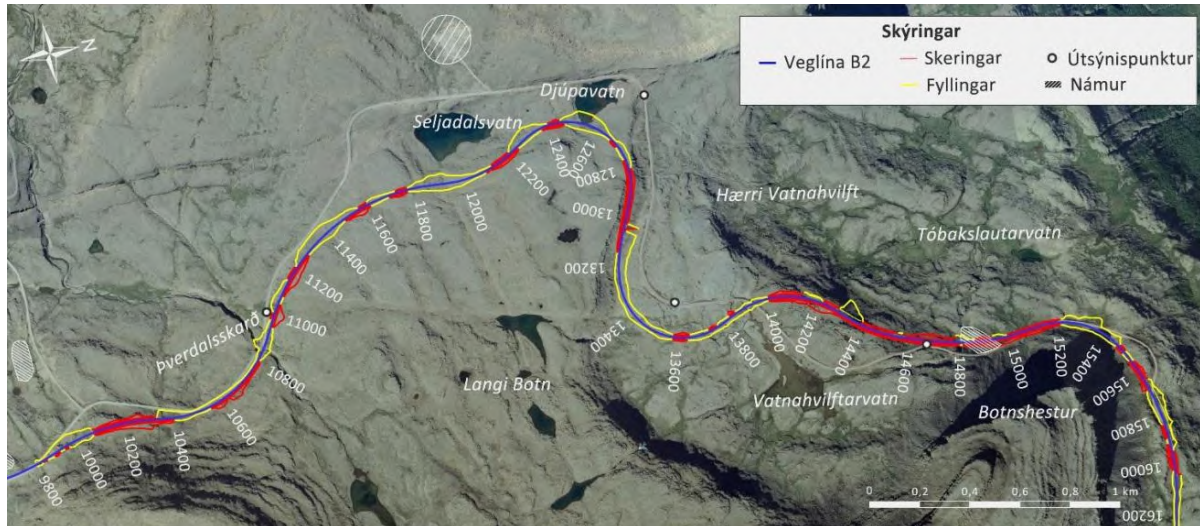 N
Skýringar
Veglína B2
Skeringar
Fyllingar
Útsýnispunktur
Námur
Djúpavatn
Seljadalsvatn
Hærri Vatnahvilft
Tóbakslautarvatn
Þverdalsskarð
Langi Botn
Vatnahvilftarvatn
Botnshestur
9800
10000
10200
10400
10600
10800
11000
11200
11400
11600
11800
12000
12200
12400
12600
12800
13000
13200
13400
13600
13800
14000
14200
14400
14600
14800
15000
15200
15400
15600
15800
16000
16200
0 0,2 0,4 0,6 0,8 1
km